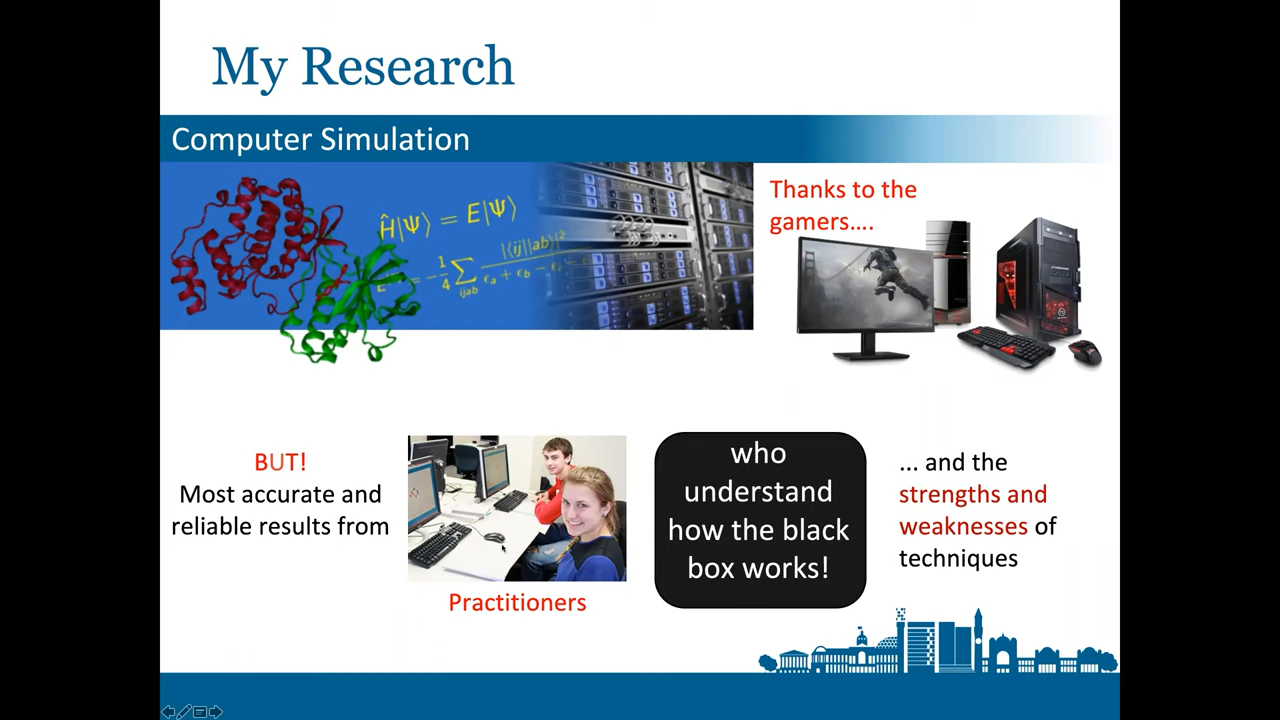 My Research
Computer Simulation
Ĥ|Ψ⟩ = E|Ψ⟩
Thanks to the
gamers....
BUT!
Most accurate and
reliable results from
Practitioners
who
understand
how the black
box works!
... and the
strengths and
weaknesses of
techniques